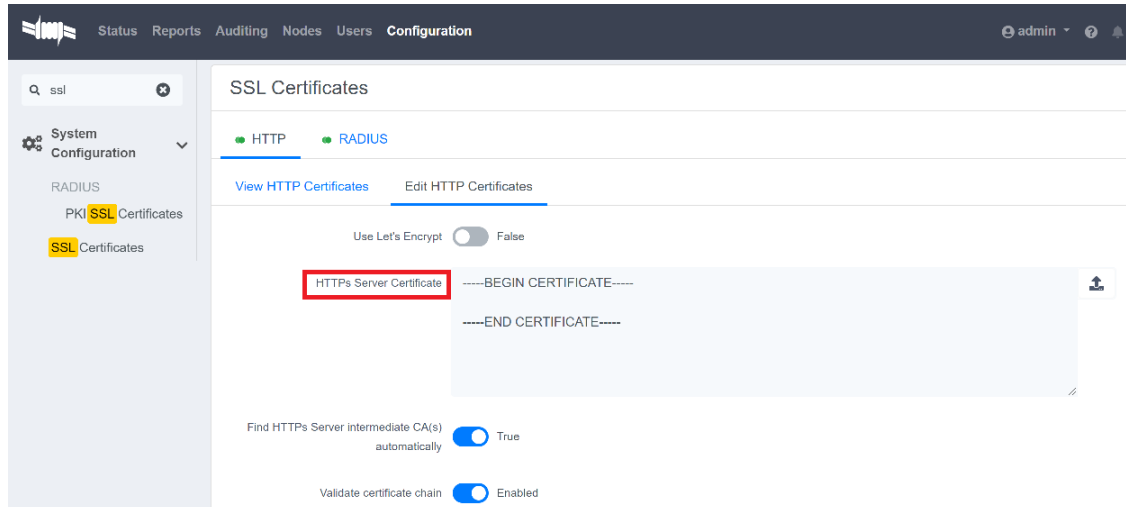 Status Reports Auditing Nodes Users Configuration admin
ssl
System
Configuration
RADIUS
PKI SSL Certificates
SSL Certificates
SSL Certificates
HTTP RADIUS
View HTTP Certificates Edit HTTP Certificates
Use Let's Encrypt False
HTTPs Server Certificate -----BEGIN CERTIFICATE-----
-----END CERTIFICATE-----
Find HTTPs Server intermediate CA(s)
automatically True
Validate certificate chain Enabled